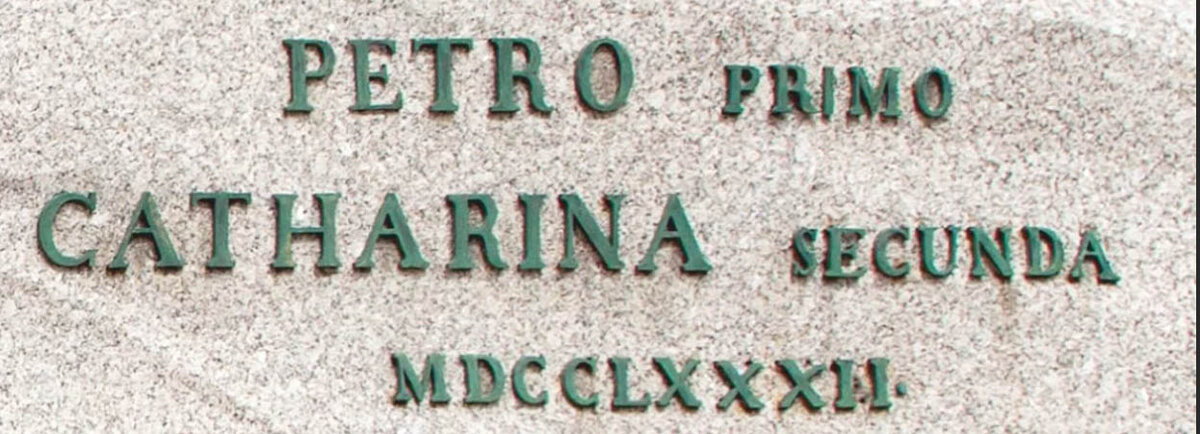 PETRO PRIMO
CATHARINA SECUNDA
MDCCLXXXII.